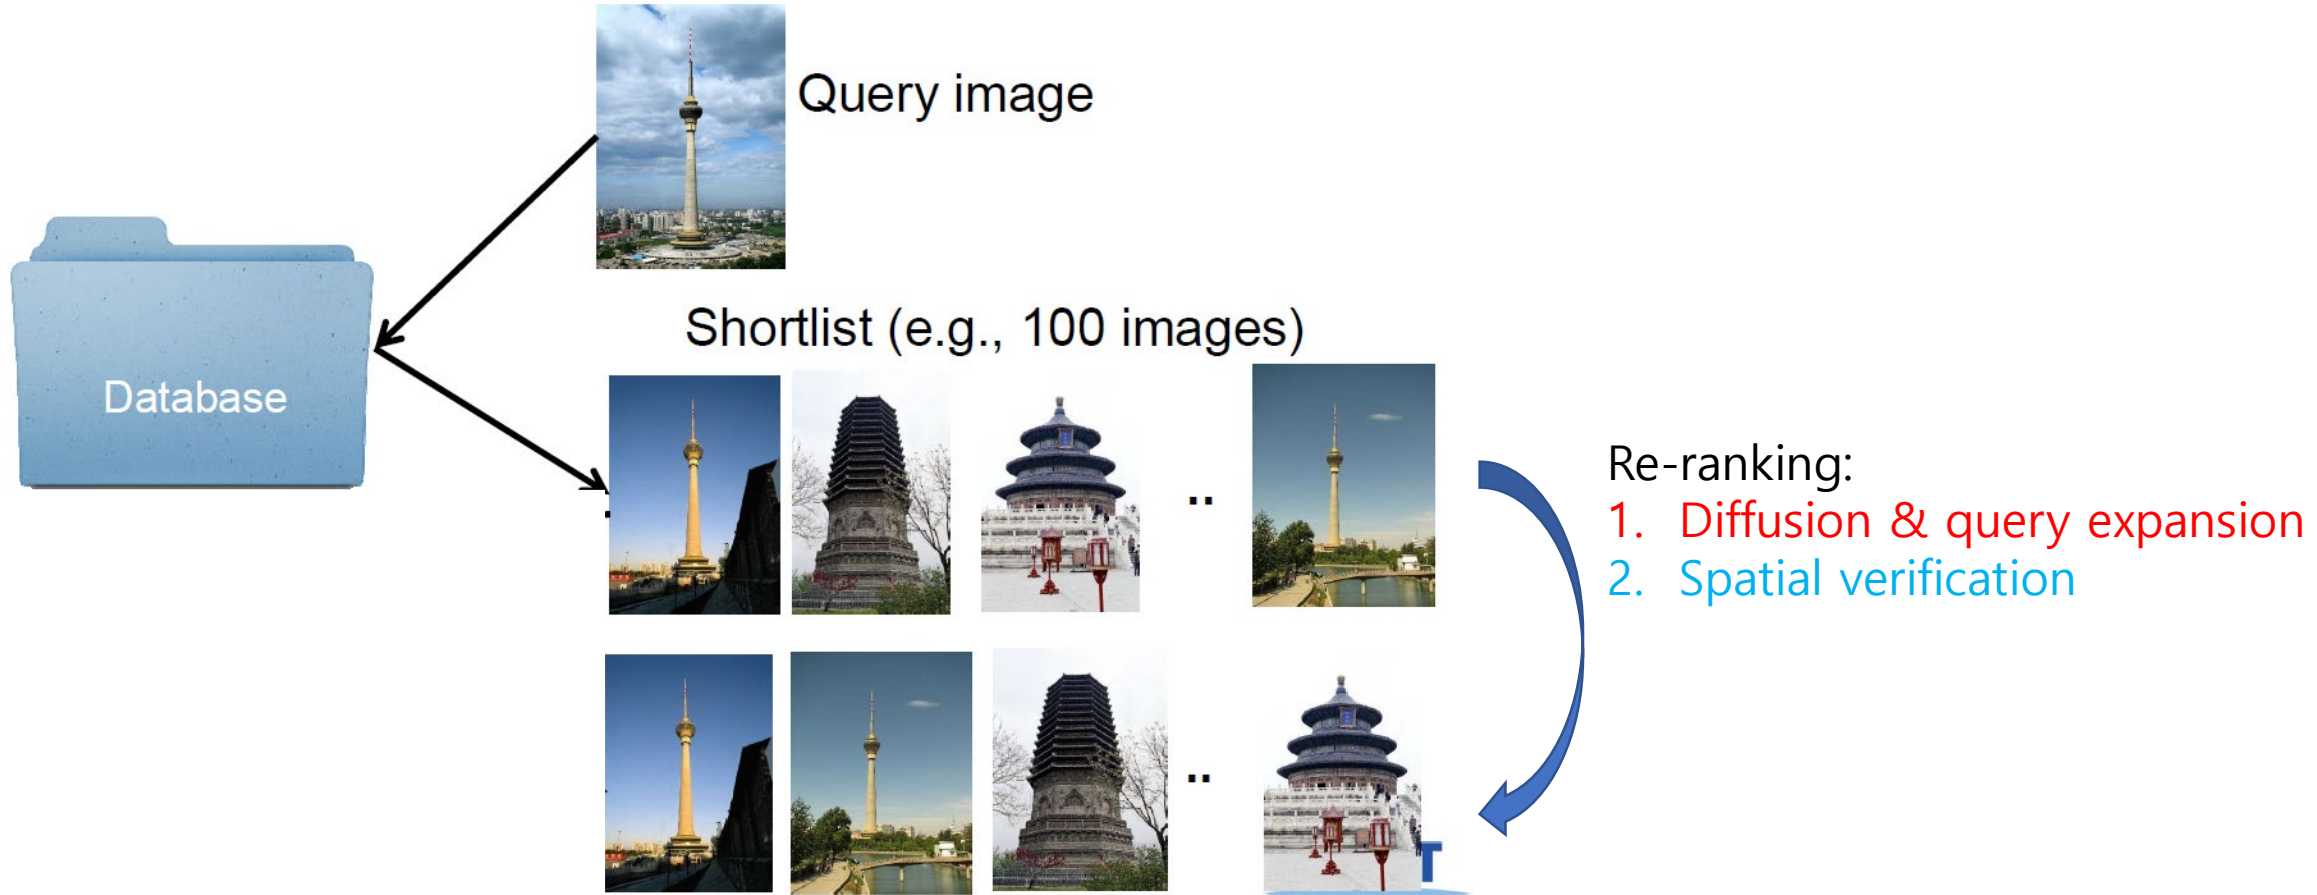 Query image
Shortlist (e.g., 100 images)
Database
..
Re-ranking:
1. Diffusion & query expansion
2. Spatial verification
..
T